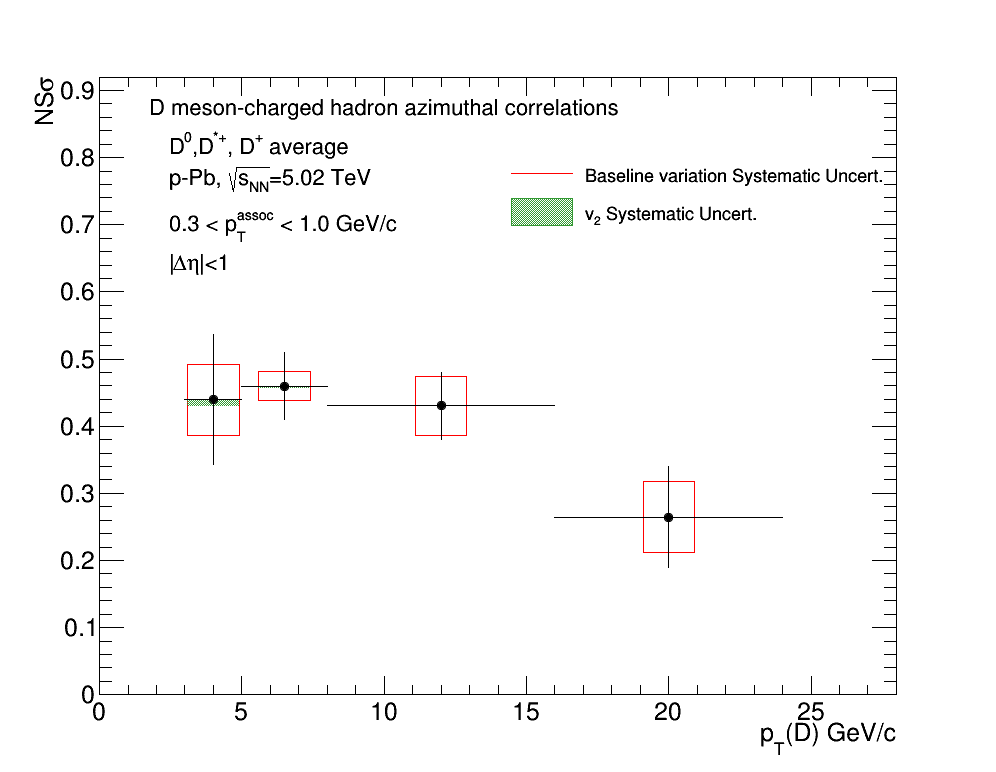 NSσ
0.9
0.8
0.7
0.6
0.5
0.4
0.3
0.2
0.1
0
D meson-charged hadron azimuthal correlations
D⁰,D*⁺, D⁺ average
p-Pb, √s_NN=5.02 TeV
0.3 < p_T^assoc < 1.0 GeV/c
|Δη|<1
Baseline variation Systematic Uncert.
v₂ Systematic Uncert.
0 5 10 15 20 25
p_T(D) GeV/c